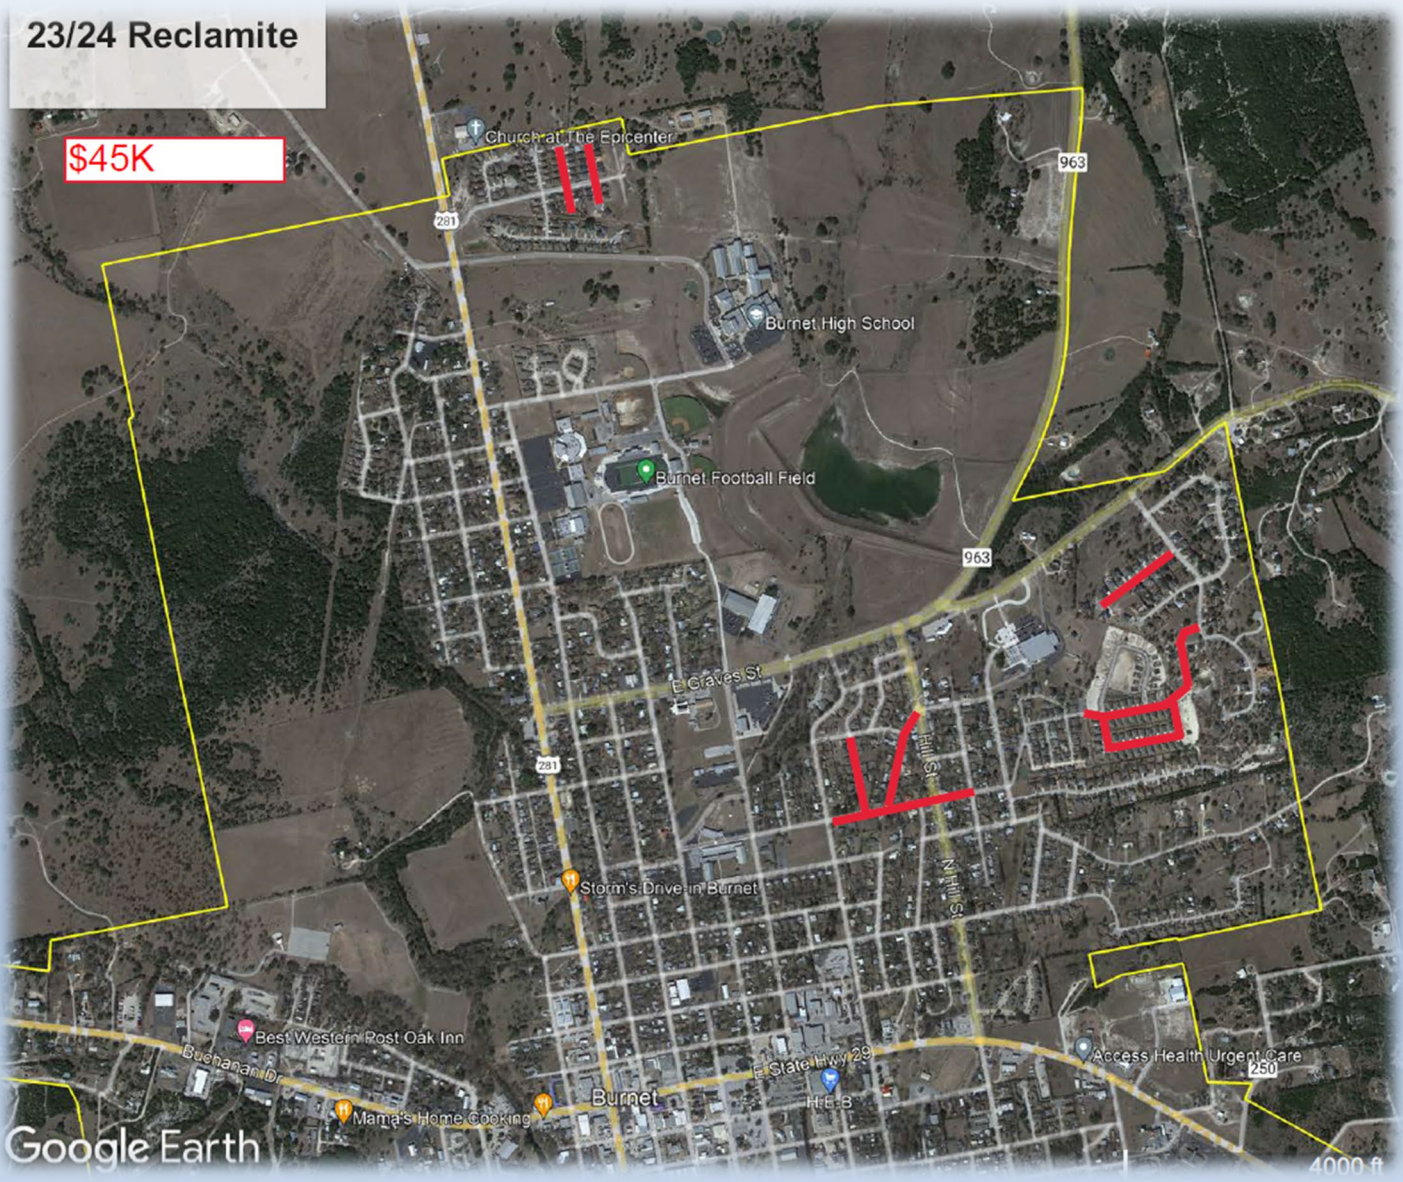 23/24 Reclamite
$45K
Church at The Epicenter
963
281
Burnet High School
Burnet Football Field
963
E Graves St
281
Hill St
Storm's Drive-in Burnet
N Hill St
Best Western Post Oak Inn
Buchanan Dr
E State Hwy 29
Access Health Urgent Care
250
Burnet
H-E-B
Mama's Home Cooking
Google Earth
4000 ft